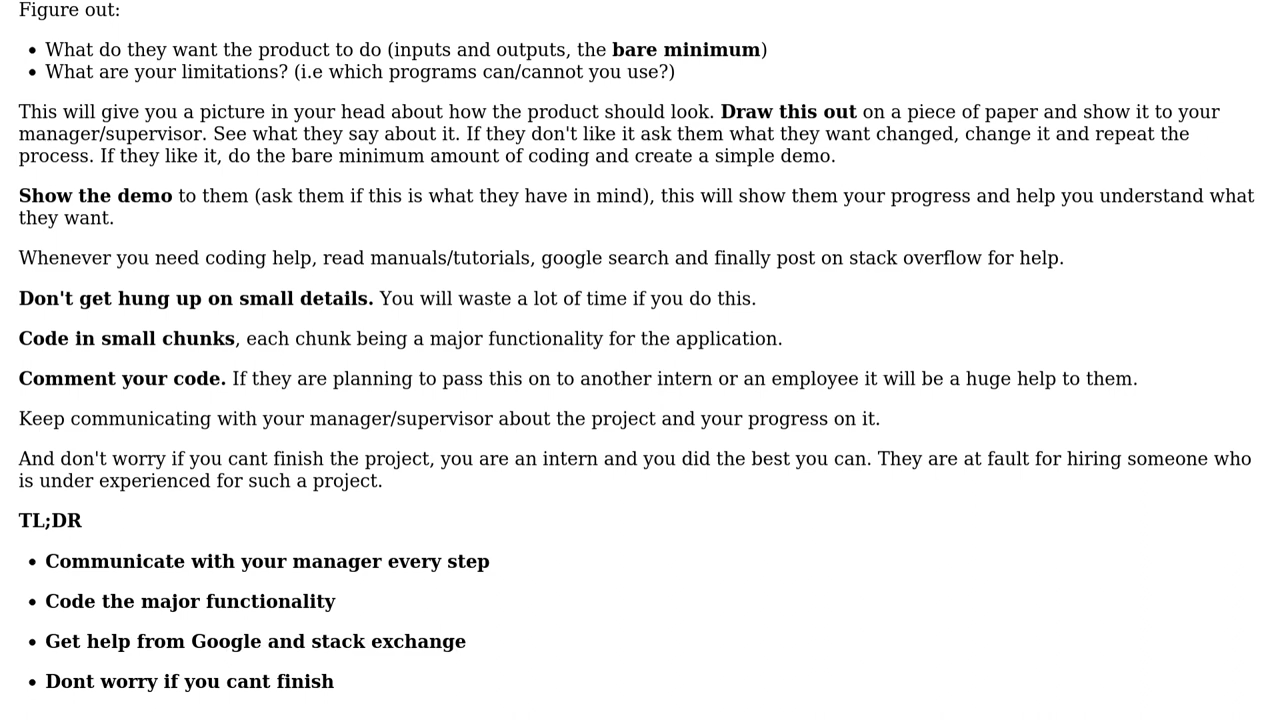 Figure out:
• What do they want the product to do (inputs and outputs, the bare minimum)
• What are your limitations? (i.e which programs can/cannot you use?)
This will give you a picture in your head about how the product should look. Draw this out on a piece of paper and show it to your
manager/supervisor. See what they say about it. If they don't like it ask them what they want changed, change it and repeat the
process. If they like it, do the bare minimum amount of coding and create a simple demo.
Show the demo to them (ask them if this is what they have in mind), this will show them your progress and help you understand what
they want.
Whenever you need coding help, read manuals/tutorials, google search and finally post on stack overflow for help.
Don't get hung up on small details. You will waste a lot of time if you do this.
Code in small chunks, each chunk being a major functionality for the application.
Comment your code. If they are planning to pass this on to another intern or an employee it will be a huge help to them.
Keep communicating with your manager/supervisor about the project and your progress on it.
And don't worry if you cant finish the project, you are an intern and you did the best you can. They are at fault for hiring someone who
is under experienced for such a project.
TL;DR
• Communicate with your manager every step
• Code the major functionality
• Get help from Google and stack exchange
• Dont worry if you cant finish